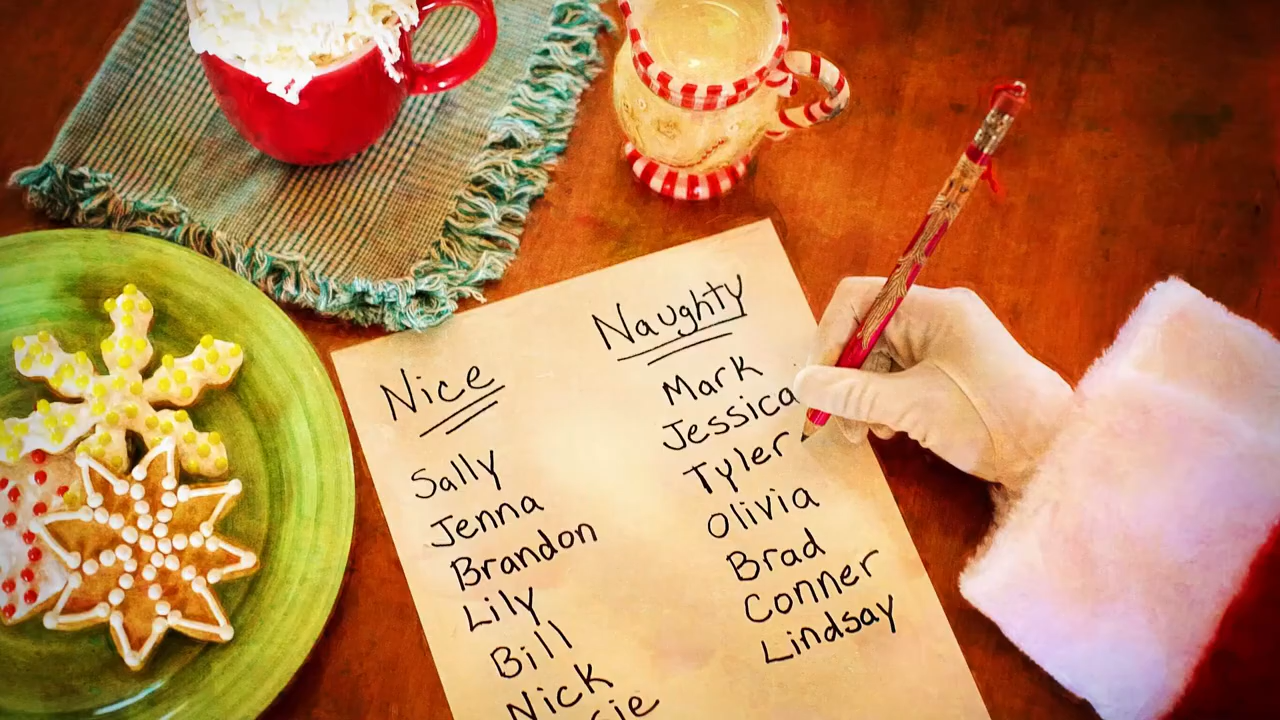 Nice
Sally
Jenna
Brandon
Lily
Bill
Nick
Naughty
Mark
Jessica
Tyler
Olivia
Brad
Conner
Lindsay